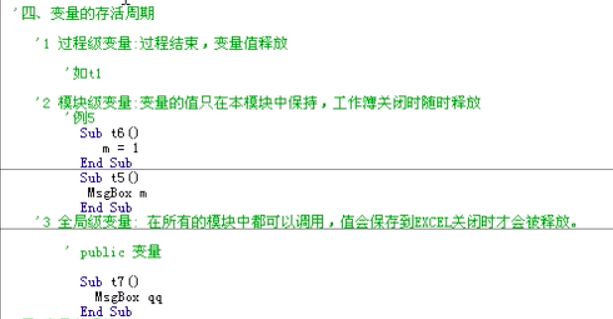 '四、变量的存活周期
'1 过程级变量:过程结束，变量值释放
'如t1
'2 模块级变量:变量的值只在本模块中保持，工作簿关闭时随时释放
'例5
Sub t6()
m = 1
End Sub
Sub t5()
MsgBox m
End Sub
'3 全局级变量: 在所有的模块中都可以调用，值会保存到EXCEL关闭时才会被释放。
' public 变量
Sub t7()
MsgBox qq
End Sub